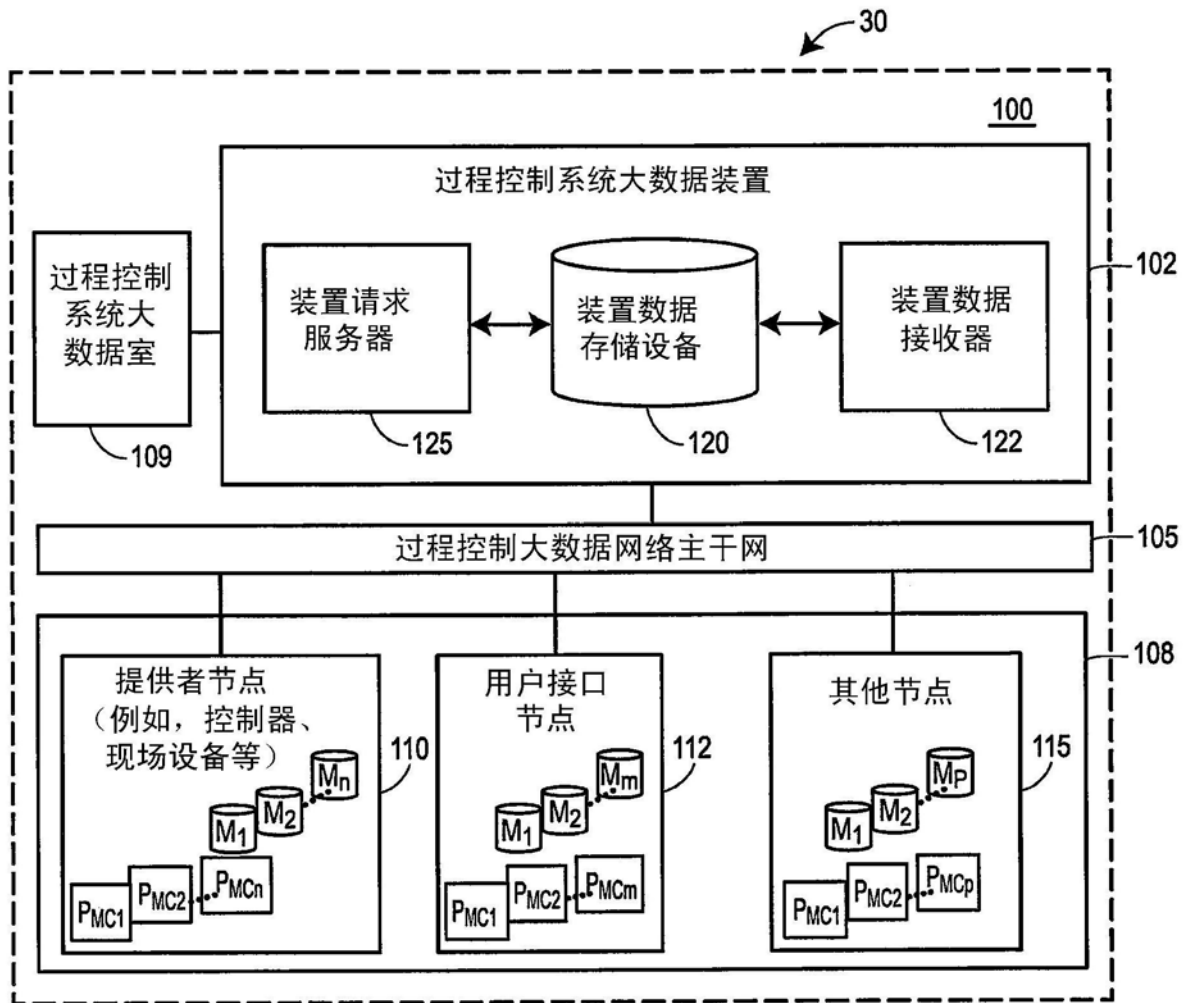 30
100
过程控制系统大数据装置
102
过程控制
系统大
数据室
109
装置请求
服务器
125
装置数据
存储设备
120
装置数据
接收器
122
过程控制大数据网络主干网
105
108
提供者节点
（例如，控制器、
现场设备等）
110
M1
M2
Mn
PMC1
PMC2
PMCn
用户接口
节点
112
M1
M2
Mm
PMC1
PMC2
PMCm
其他节点
115
M1
M2
MP
PMC1
PMC2
PMCp